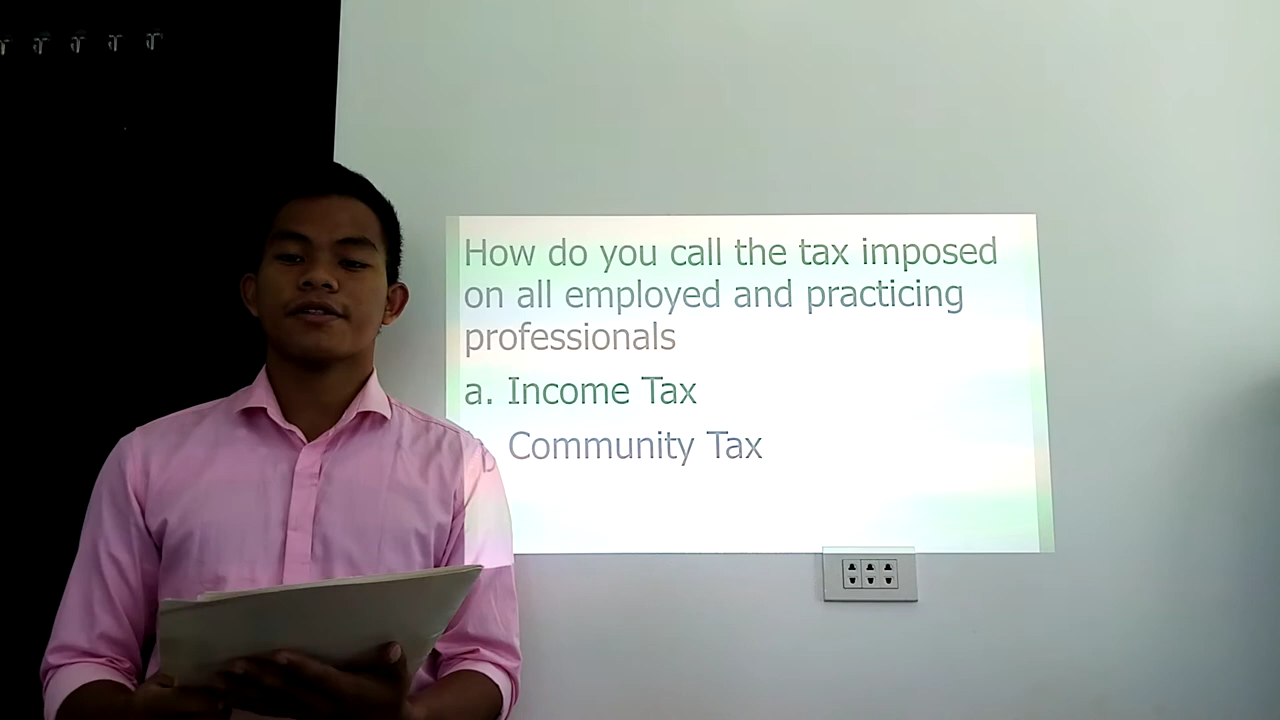 How do you call the tax imposed
on all employed and practicing
professionals
a. Income Tax
Community Tax